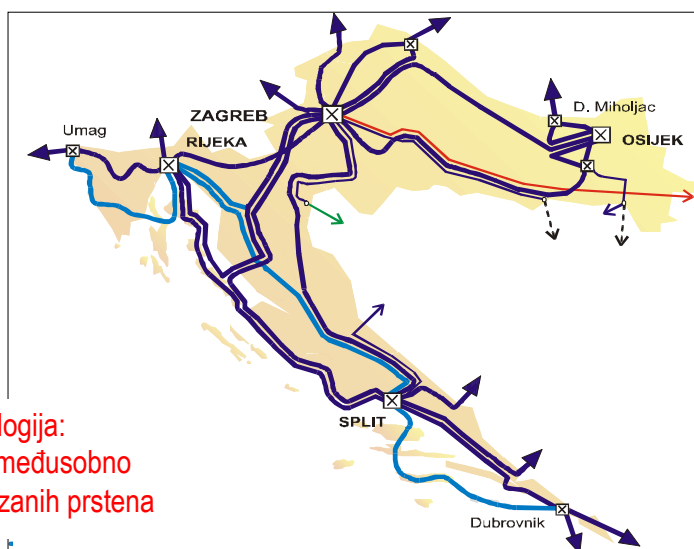 ZAGREB
D. Miholjac
Umag
RIJEKA
OSIJEK
SPLIT
logija:
međusobno
zanih prstena
Dubrovnik